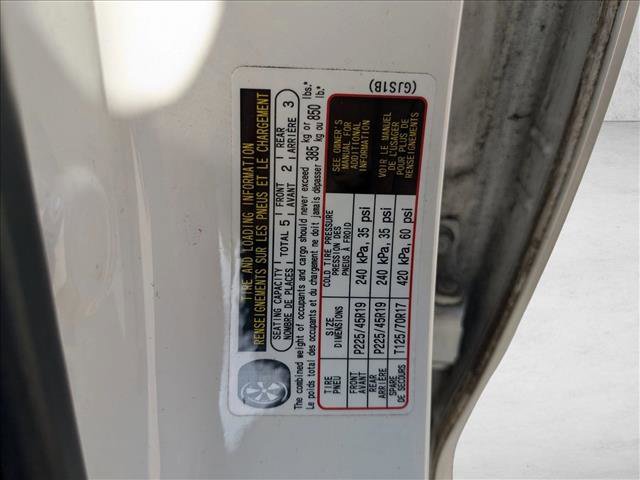 TIRE AND LOADING INFORMATION
RENSEIGNEMENTS SUR LES PNEUS ET LE CHARGEMENT
SEATING CAPACITY
NOMBRE DE PLACES
TOTAL 5
FRONT
AVANT
2
REAR
ARRIÈRE
3
The combined weight of occupants and cargo should never exceed 385 kg or 850 lbs.*
Le poids total des occupants et du chargement ne doit jamais dépasser 385 kg ou 850 lb.*
TIRE
PNEU
SIZE
DIMENSIONS
COLD TIRE PRESSURE
PRESSION DES
PNEUS À FROID
FRONT
AVANT
P225/45R19
240 kPa, 35 psi
REAR
ARRIÈRE
P225/45R19
240 kPa, 35 psi
SPARE
DE SECOURS
T125/70R17
420 kPa, 60 psi
SEE OWNER'S
MANUAL FOR
ADDITIONAL
INFORMATION
VOIR LE MANUEL
DE L'USAGER
POUR PLUS DE
RENSEIGNEMENTS
(GJS1B)